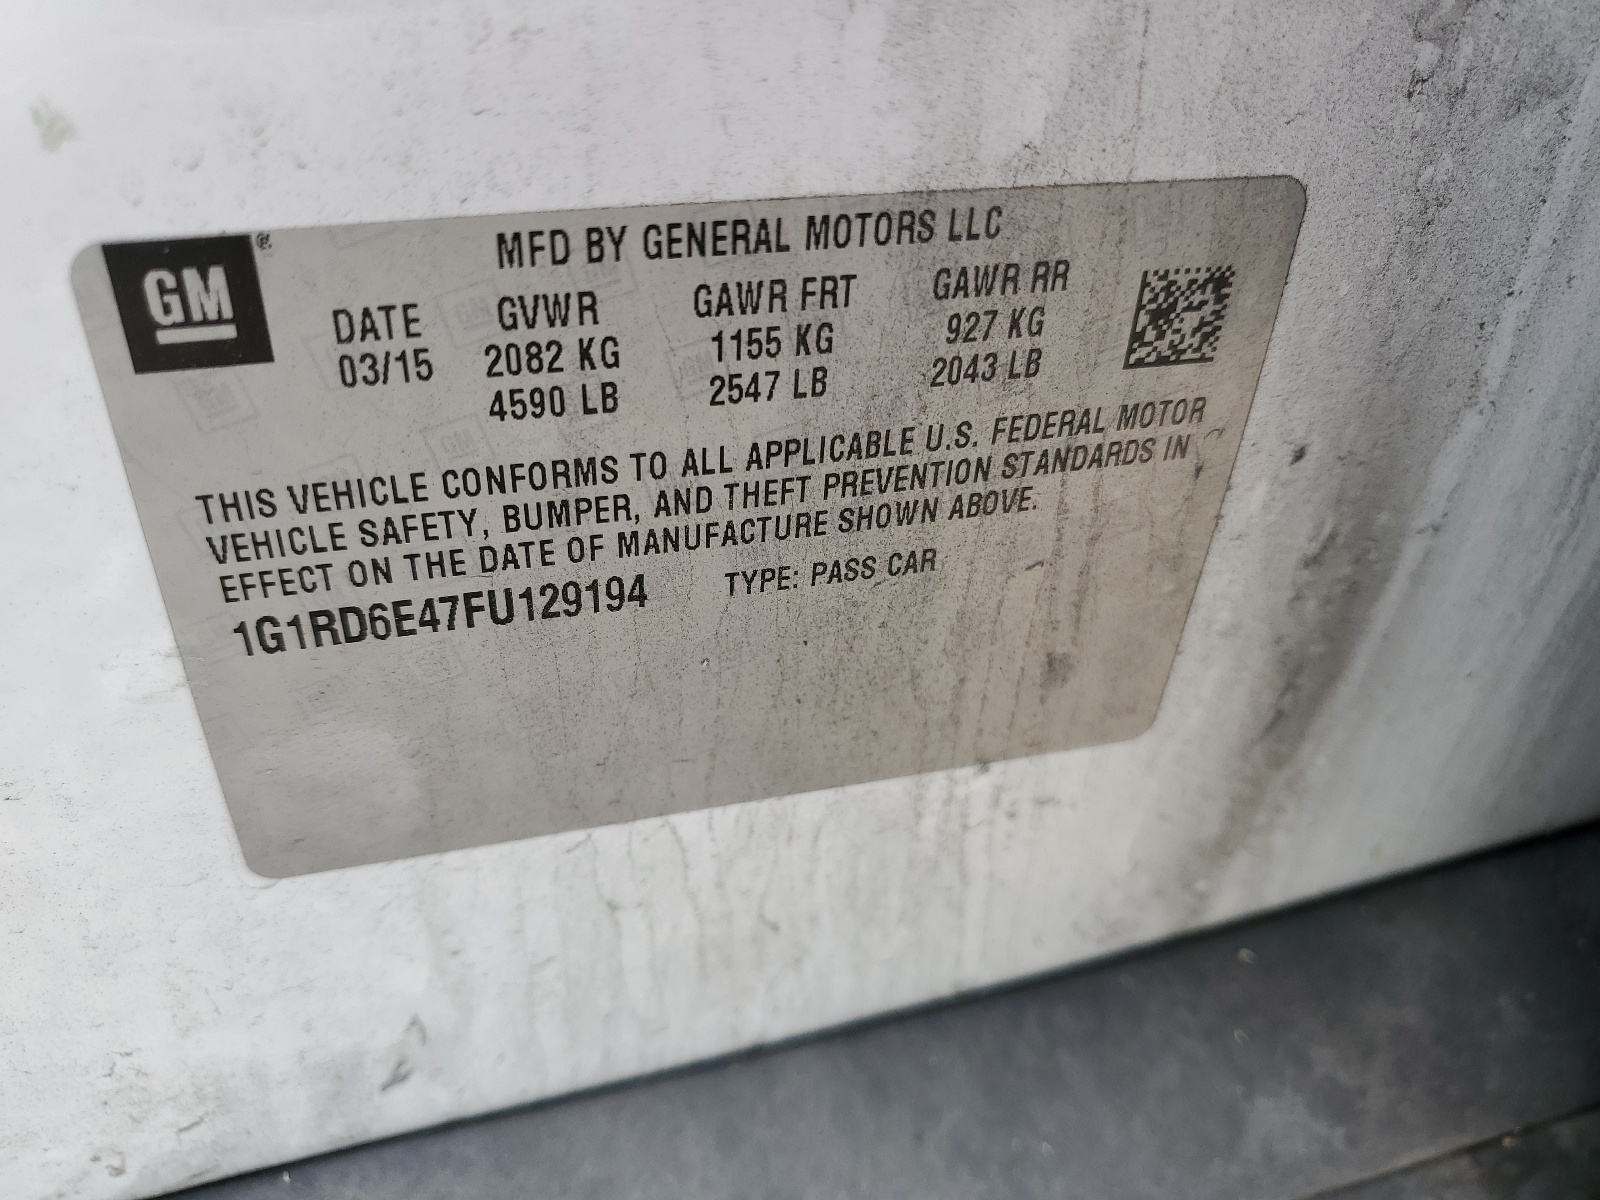 GM®
MFD BY GENERAL MOTORS LLC
DATE GVWR GAWR FRT GAWR RR
03/15 2082 KG 1155 KG 927 KG
4590 LB 2547 LB 2043 LB
THIS VEHICLE CONFORMS TO ALL APPLICABLE U.S. FEDERAL MOTOR
VEHICLE SAFETY, BUMPER, AND THEFT PREVENTION STANDARDS IN
EFFECT ON THE DATE OF MANUFACTURE SHOWN ABOVE.
1G1RD6E47FU129194 TYPE: PASS CAR